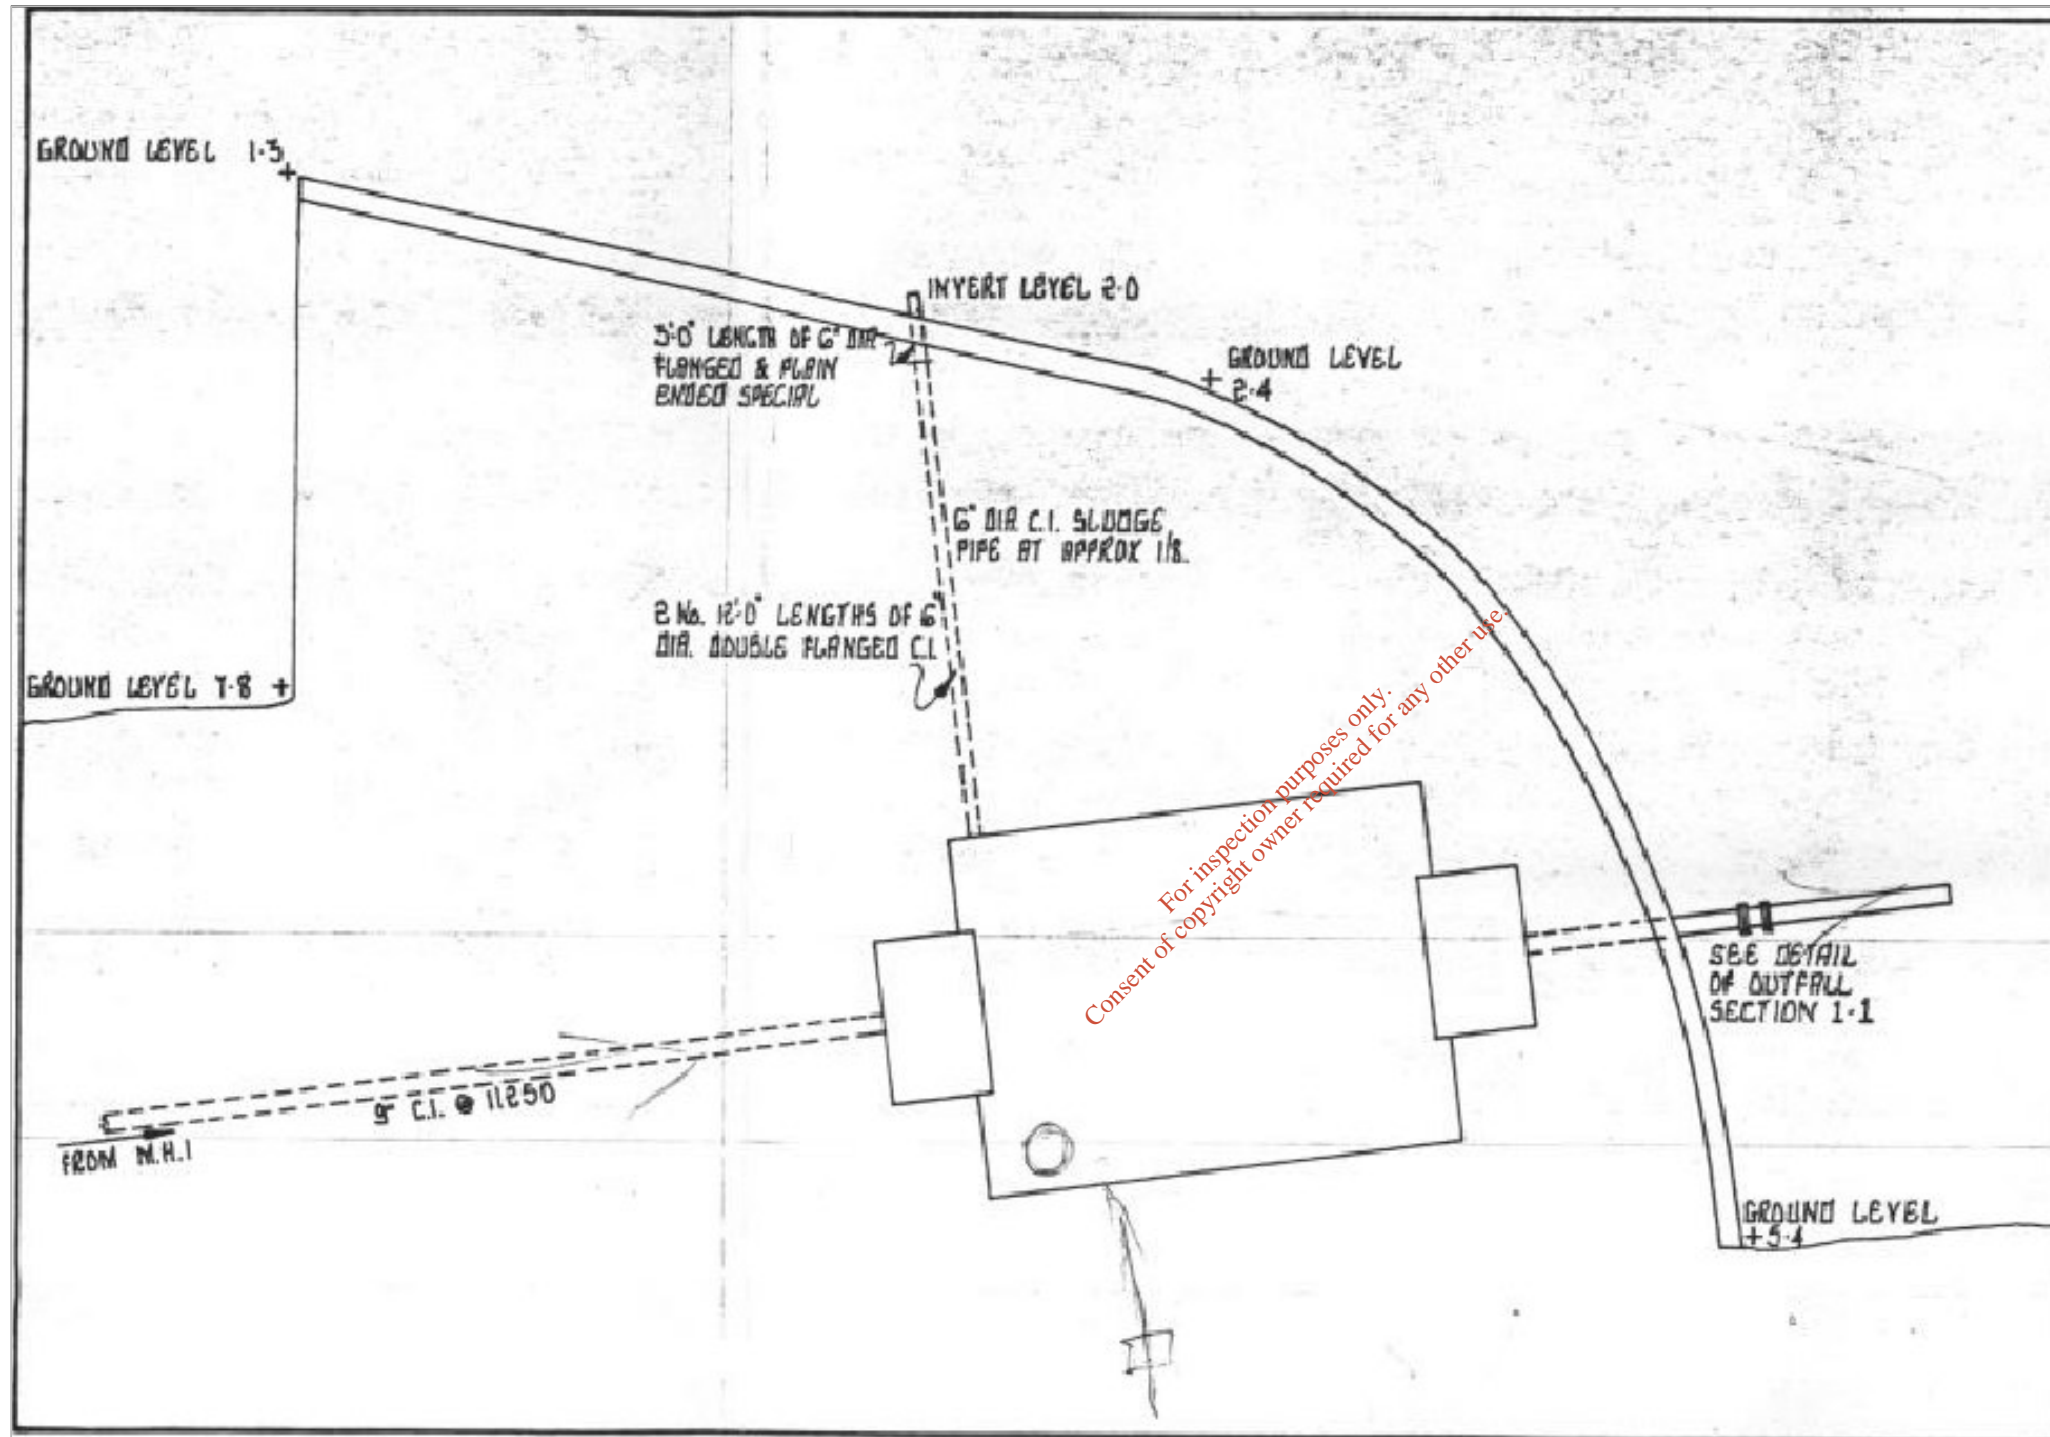 GROUND LEVEL 1·3
INVERT LEVEL 2·0
3'·0" LENGTH OF 6" DIA
FLANGED & PLAIN
ENDED SPECIAL
GROUND LEVEL
2·4
6" DIA C.I. SLUDGE
PIPE AT APPROX 1/8.
2 No. 12'·0" LENGTHS OF 6"
DIA. DOUBLE FLANGED C.I.
GROUND LEVEL 7·8
For inspection purposes only.
Consent of copyright owner required for any other use.
SEE DETAIL
OF OUTFALL
SECTION 1·1
9" C.I. @ 1/250
FROM M.H.1
GROUND LEVEL
5·4